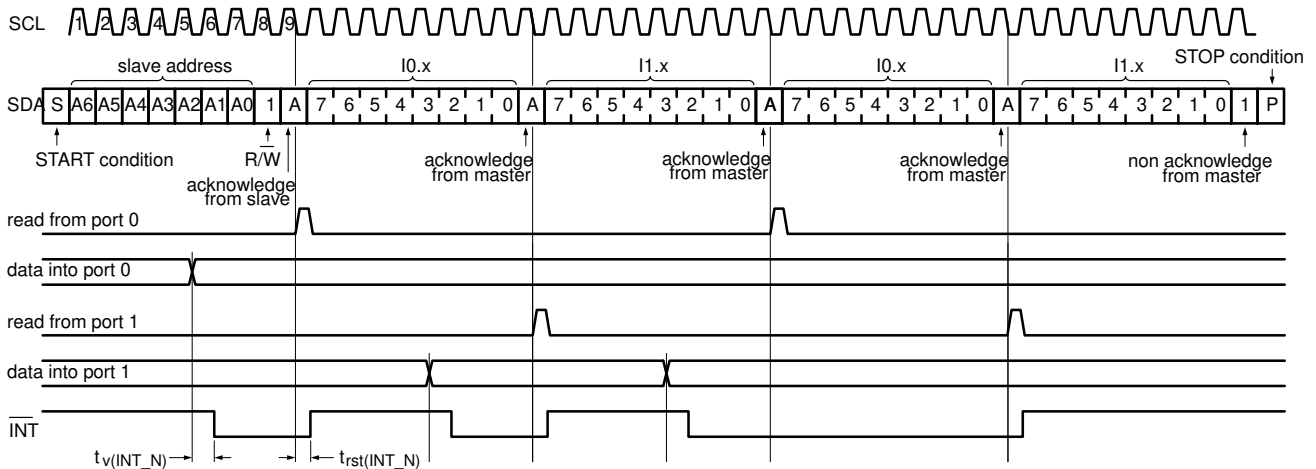 SCL 1 2 3 4 5 6 7 8 9
slave address I0.x I1.x I0.x I1.x STOP condition
SDA S A6 A5 A4 A3 A2 A1 A0 1 A 7 6 5 4 3 2 1 0 A 7 6 5 4 3 2 1 0 A 7 6 5 4 3 2 1 0 A 7 6 5 4 3 2 1 0 1 P
START condition
R/W̅
acknowledge
from slave
acknowledge
from master
acknowledge
from master
acknowledge
from master
non acknowledge
from master
read from port 0
data into port 0
read from port 1
data into port 1
I̅N̅T̅
tv(INT_N) trst(INT_N)